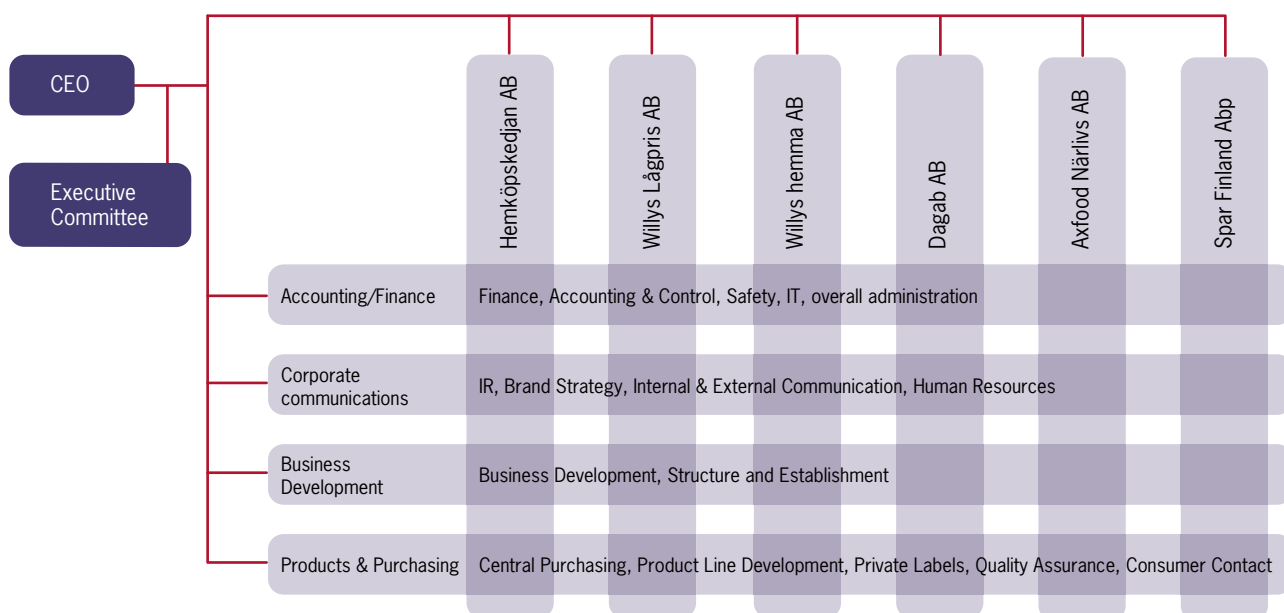 CEO
Executive
Committee
Hemköpskedjan AB
Willys Lågpris AB
Willys hemma AB
Dagab AB
Axfood Närlivs AB
Spar Finland Abp
Accounting/Finance
Finance, Accounting & Control, Safety, IT, overall administration
Corporate
communications
IR, Brand Strategy, Internal & External Communication, Human Resources
Business
Development
Business Development, Structure and Establishment
Products & Purchasing
Central Purchasing, Product Line Development, Private Labels, Quality Assurance, Consumer Contact